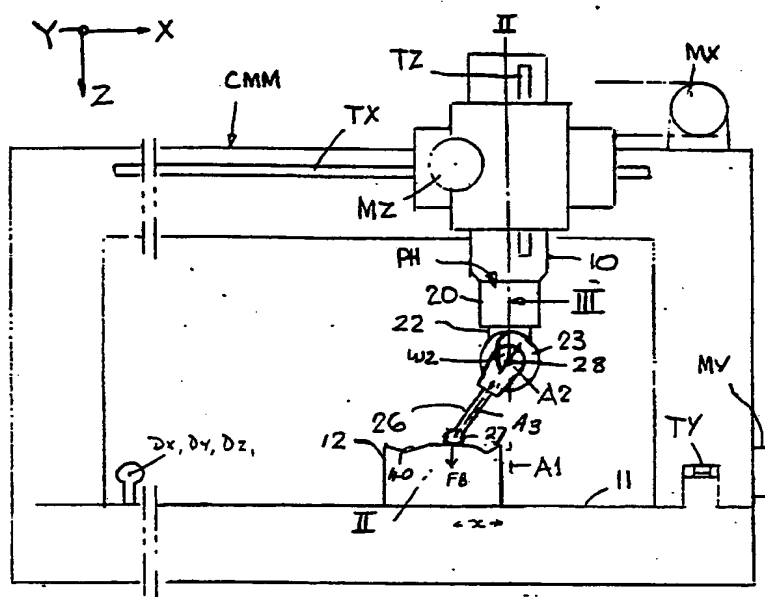 II
Y X
Z
TZ
MX
CMM
TX
MZ
PH
10
20
III
22
23
W2
28
A2
MY
26
A3
TY
12
27
Dx, Dy, Dz,
40
FB
A1
11
II
x